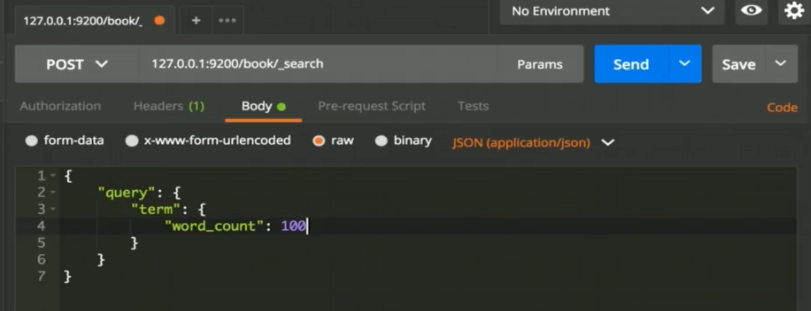 127.0.0.1:9200/book/_
+
•••
No Environment
POST
127.0.0.1:9200/book/_search
Params
Send
Save
Authorization
Headers (1)
Body
Pre-request Script
Tests
Code
form-data
x-www-form-urlencoded
raw
binary
JSON (application/json)
1 {
2 "query": {
3 "term": {
4 "word_count": 100
5 }
6 }
7 }